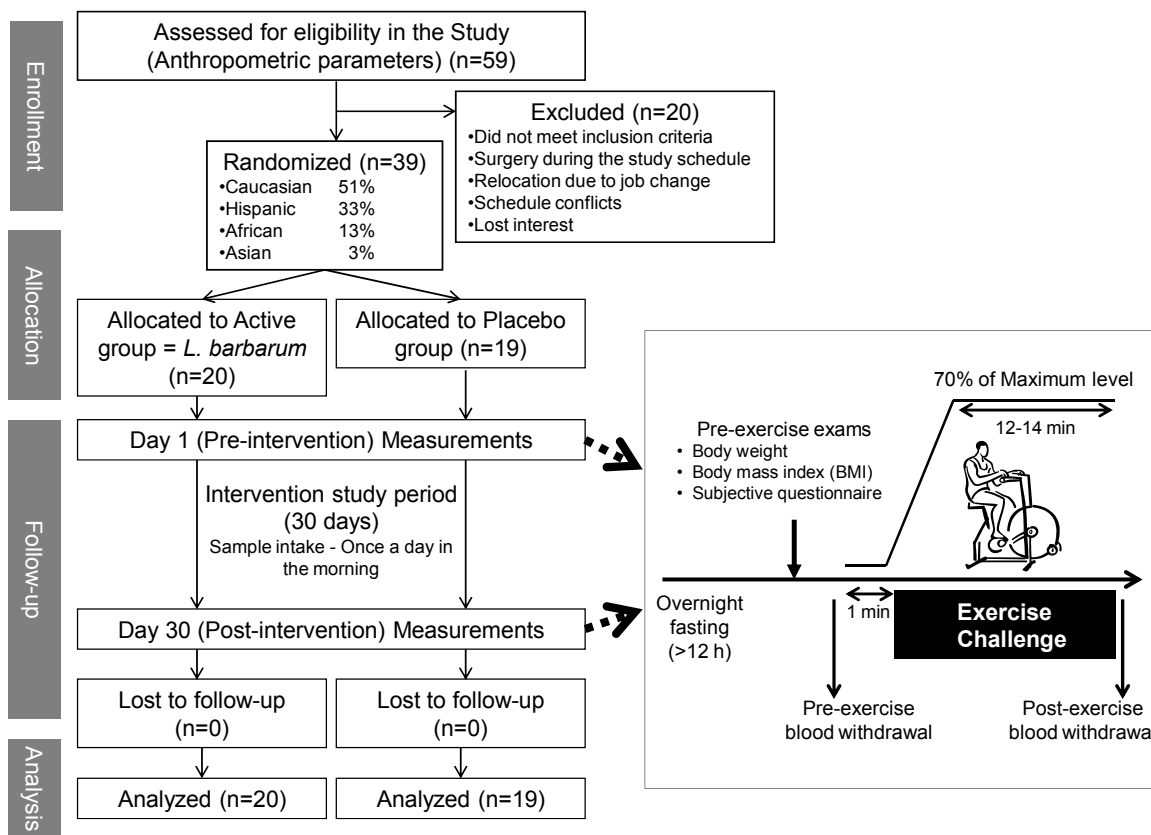 Enrollment
Assessed for eligibility in the Study
(Anthropometric parameters) (n=59)
Excluded (n=20)
•Did not meet inclusion criteria
•Surgery during the study schedule
•Relocation due to job change
•Schedule conflicts
•Lost interest
Randomized (n=39)
•Caucasian 51%
•Hispanic 33%
•African 13%
•Asian 3%
Allocation
Allocated to Active
group = L. barbarum
(n=20)
Allocated to Placebo
group (n=19)
Follow-up
Day 1 (Pre-intervention) Measurements
Intervention study period
(30 days)
Sample intake - Once a day in
the morning
Day 30 (Post-intervention) Measurements
Lost to follow-up
(n=0)
Lost to follow-up
(n=0)
Analysis
Analyzed (n=20)
Analyzed (n=19)
70% of Maximum level
12-14 min
Pre-exercise exams
• Body weight
• Body mass index (BMI)
• Subjective questionnaire
Overnight
fasting
(>12 h)
1 min
Exercise
Challenge
Pre-exercise
blood withdrawal
Post-exercise
blood withdrawal